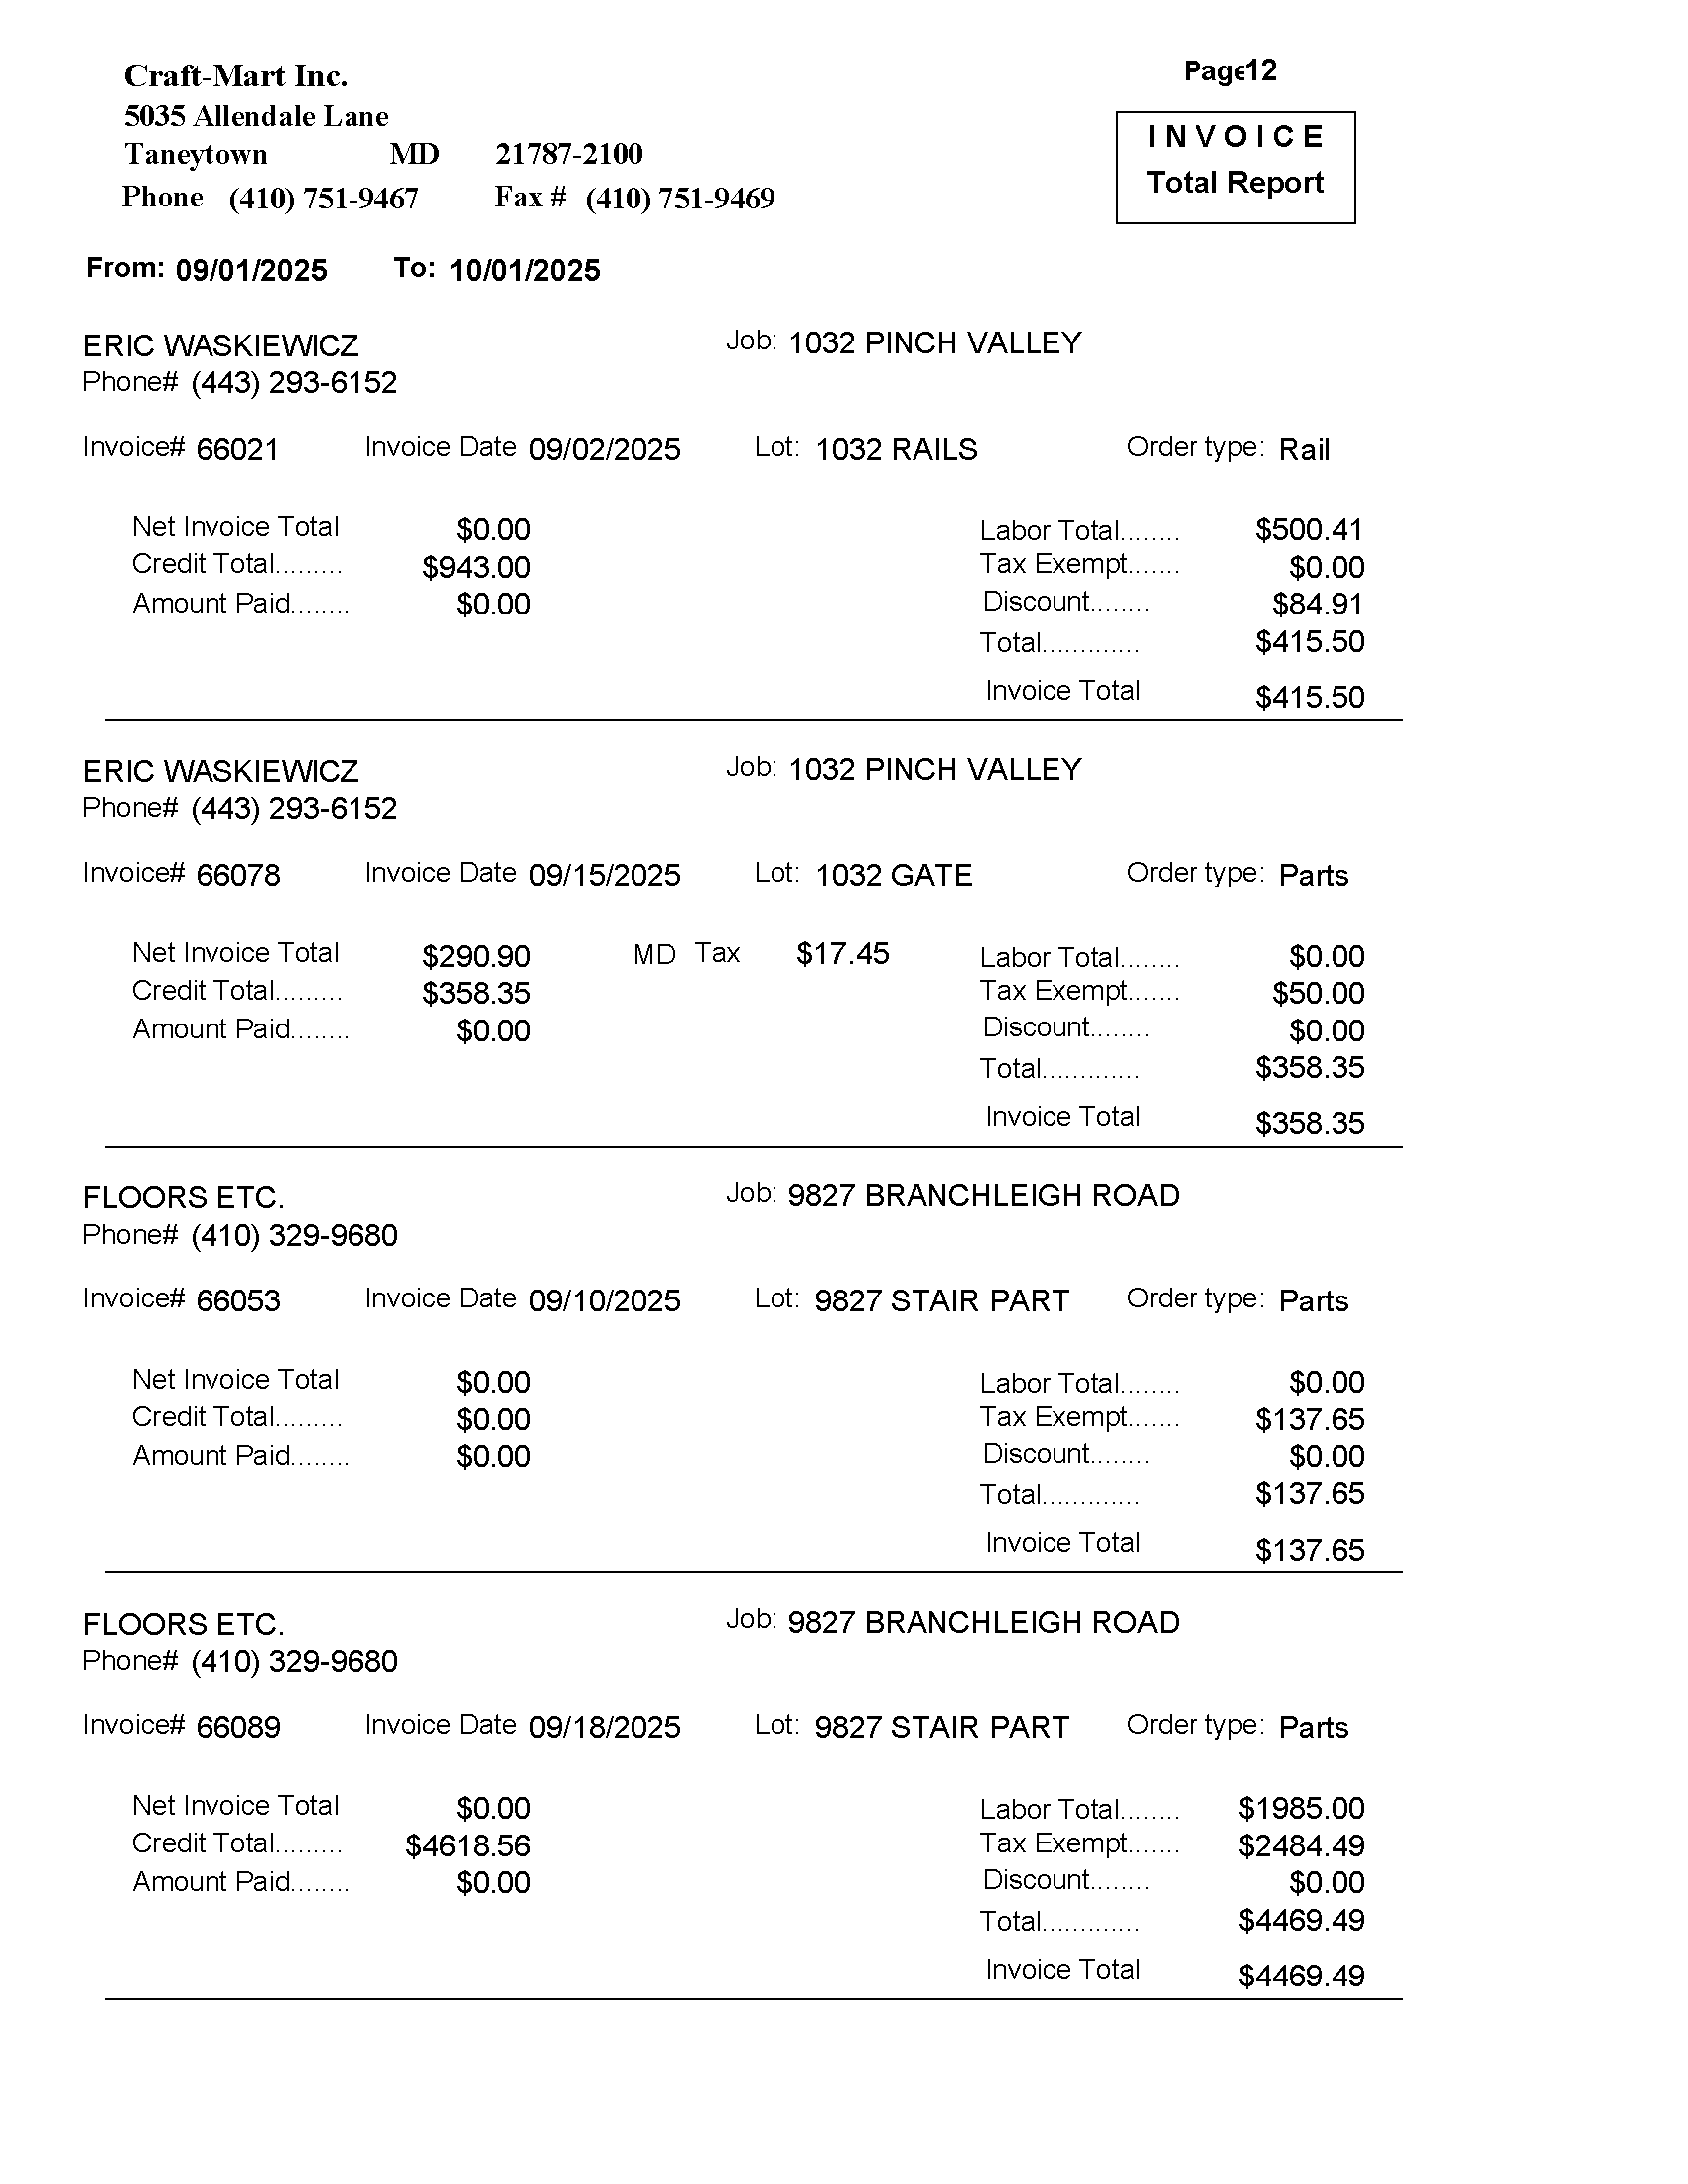 Craft-Mart Inc. Page12
5035 Allendale Lane INVOICE
Taneytown MD 21787-2100 Total Report
Phone (410) 751-9467 Fax # (410) 751-9469
From: 09/01/2025 To: 10/01/2025
ERIC WASKIEWICZ Job: 1032 PINCH VALLEY
Phone# (443) 293-6152
Invoice# 66021 Invoice Date 09/02/2025 Lot: 1032 RAILS Order type: Rail
Net Invoice Total $0.00 Labor Total........ $500.41
Credit Total......... $943.00 Tax Exempt....... $0.00
Amount Paid........ $0.00 Discount........ $84.91
Total............. $415.50
Invoice Total $415.50
ERIC WASKIEWICZ Job: 1032 PINCH VALLEY
Phone# (443) 293-6152
Invoice# 66078 Invoice Date 09/15/2025 Lot: 1032 GATE Order type: Parts
Net Invoice Total $290.90 MD Tax $17.45 Labor Total........ $0.00
Credit Total......... $358.35 Tax Exempt....... $50.00
Amount Paid........ $0.00 Discount........ $0.00
Total............. $358.35
Invoice Total $358.35
FLOORS ETC. Job: 9827 BRANCHLEIGH ROAD
Phone# (410) 329-9680
Invoice# 66053 Invoice Date 09/10/2025 Lot: 9827 STAIR PART Order type: Parts
Net Invoice Total $0.00 Labor Total........ $0.00
Credit Total......... $0.00 Tax Exempt....... $137.65
Amount Paid........ $0.00 Discount........ $0.00
Total............. $137.65
Invoice Total $137.65
FLOORS ETC. Job: 9827 BRANCHLEIGH ROAD
Phone# (410) 329-9680
Invoice# 66089 Invoice Date 09/18/2025 Lot: 9827 STAIR PART Order type: Parts
Net Invoice Total $0.00 Labor Total........ $1985.00
Credit Total......... $4618.56 Tax Exempt....... $2484.49
Amount Paid........ $0.00 Discount........ $0.00
Total............. $4469.49
Invoice Total $4469.49